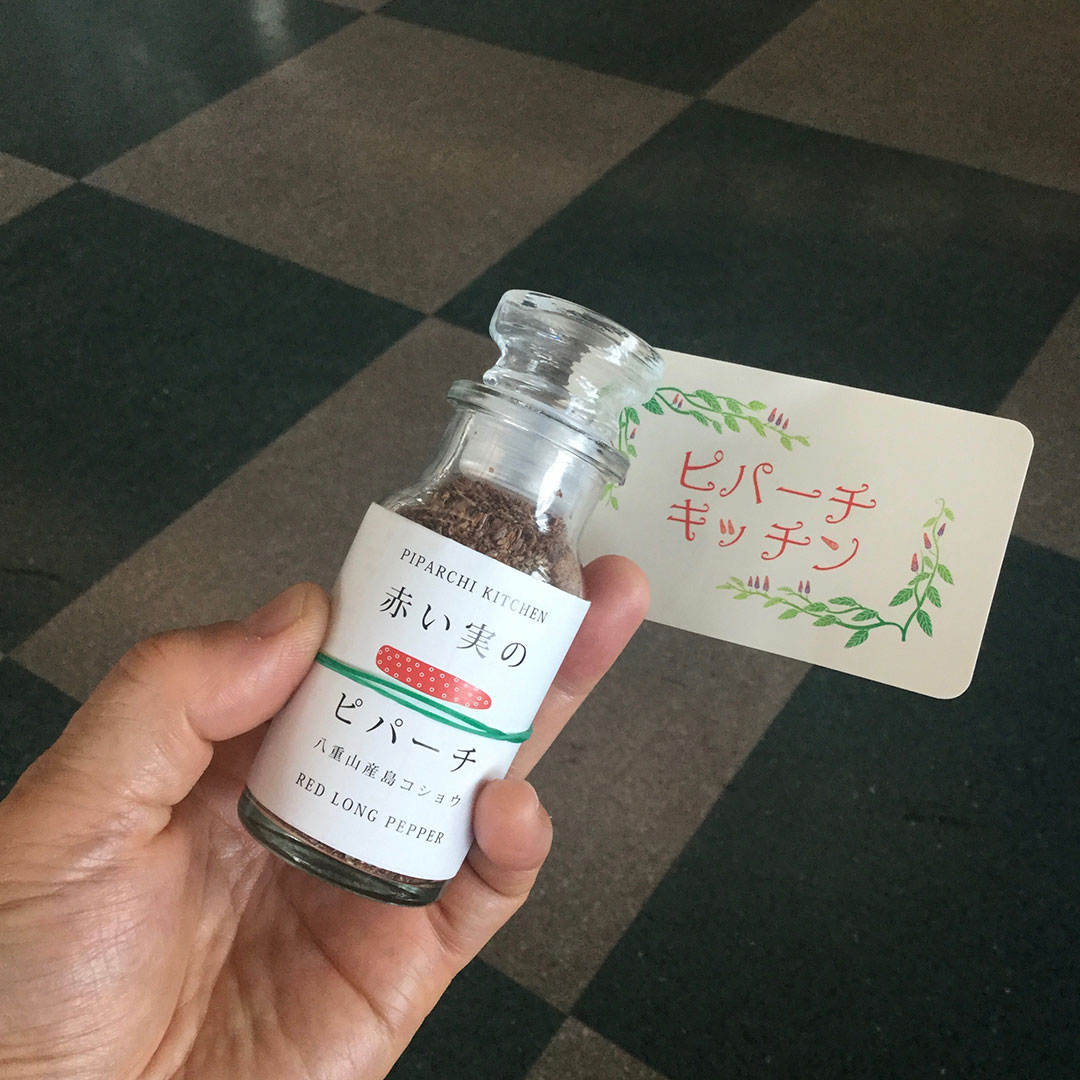 PIPARCHI KITCHEN
赤い実の
ピパーチ
八重山産島コショウ
RED LONG PEPPER
ピパーチ
キッチン